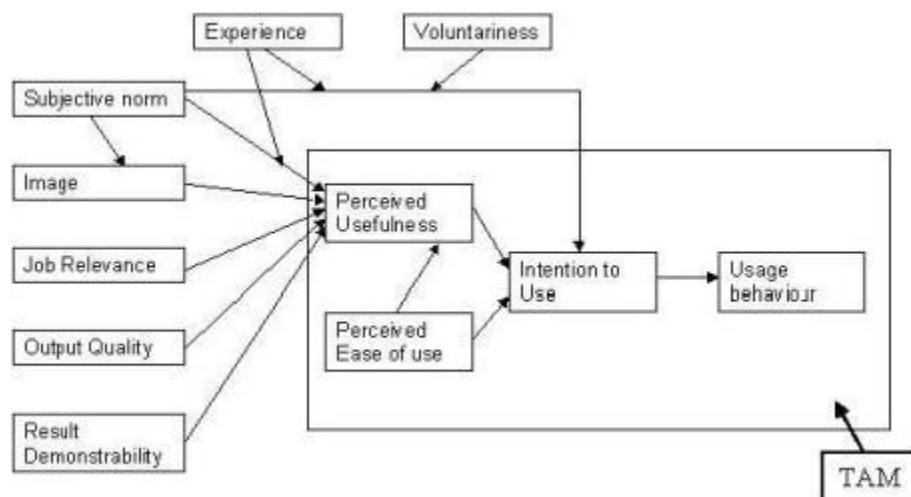 Experience
Voluntariness
Subjective norm
Image
Perceived
Usefulness
Job Relevance
Intention to
Use
Usage
behaviour
Output Quality
Perceived
Ease of use
Result
Demonstrability
TAM